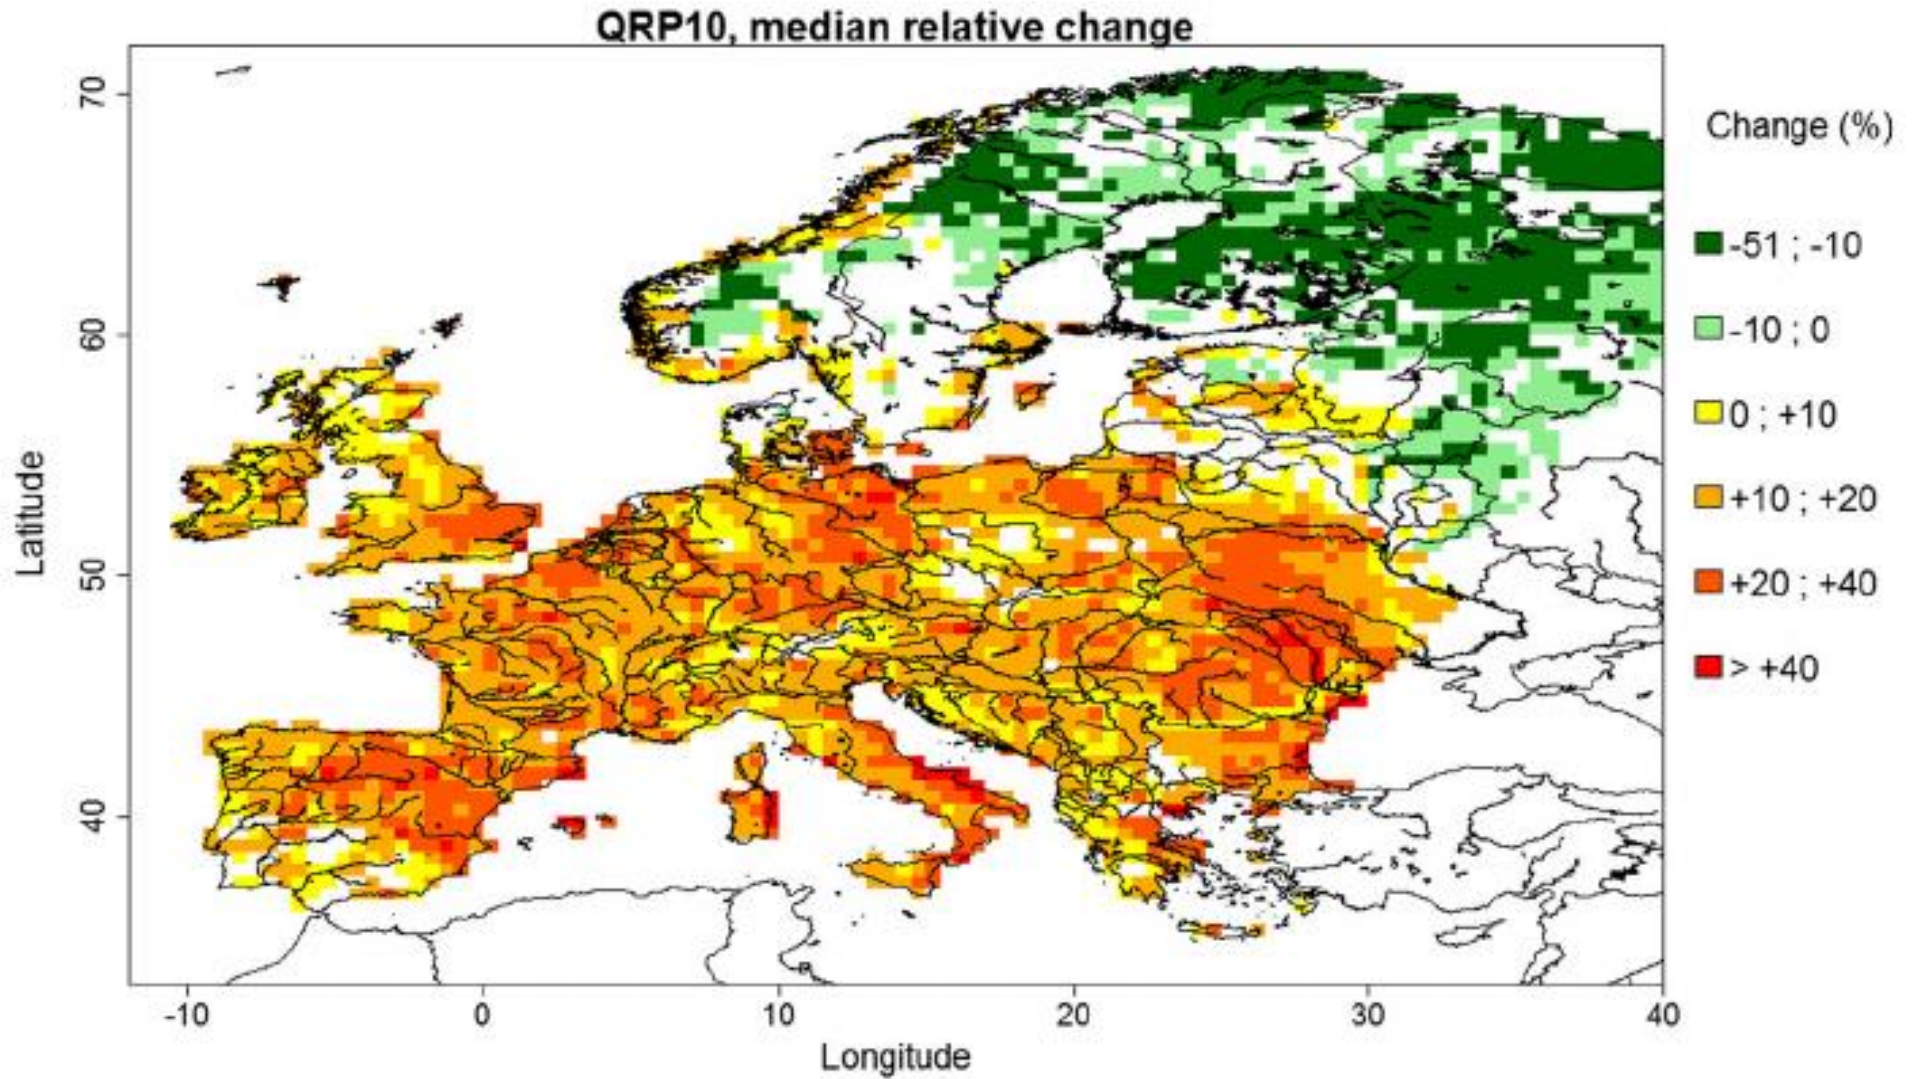 QRP10, median relative change
Change (%)
-51 ; -10
-10 ; 0
0 ; +10
+10 ; +20
+20 ; +40
> +40
Latitude
70
60
50
40
-10
0
10
20
30
40
Longitude